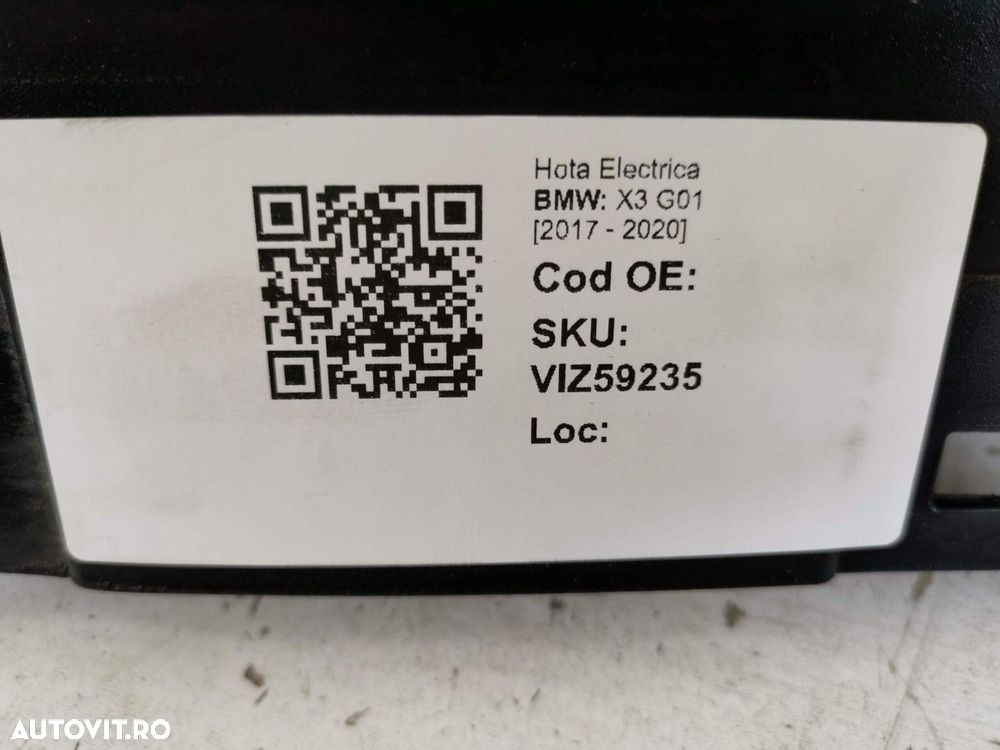 Hota Electrica
BMW: X3 G01
[2017 - 2020]
Cod OE:
SKU:
VIZ59235
Loc:
AUTOVIT.RO